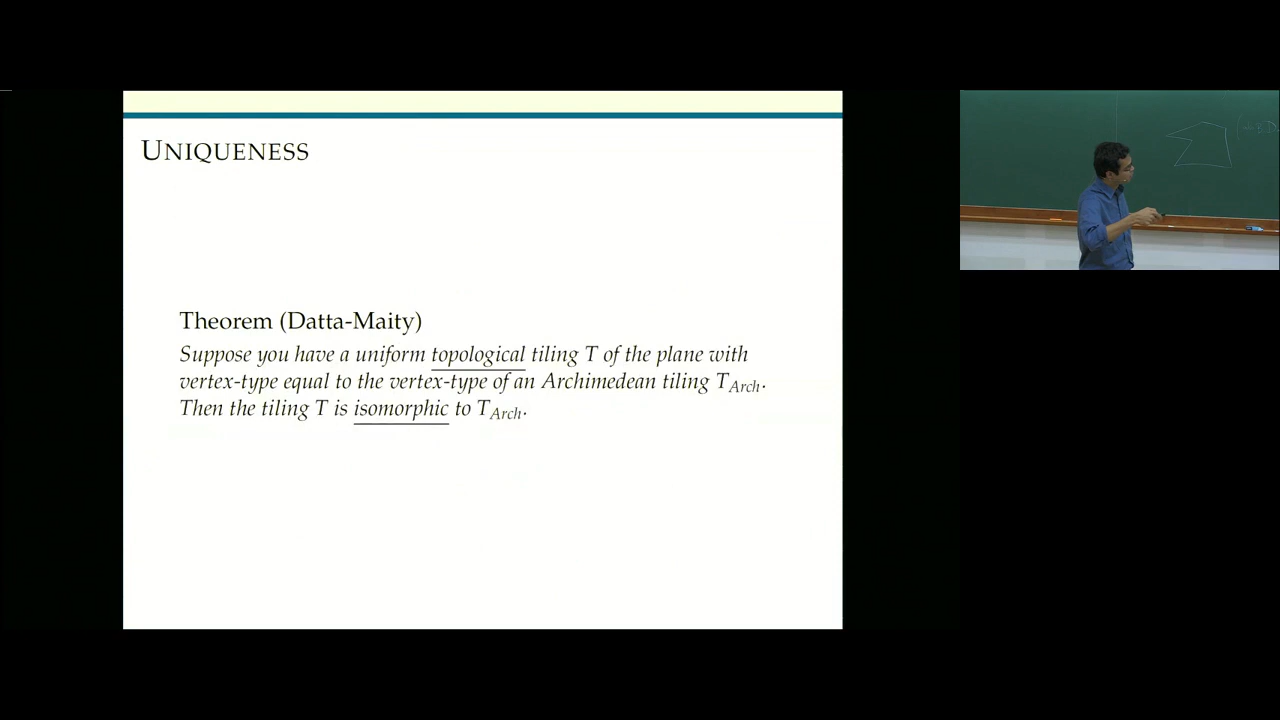 UNIQUENESS
Theorem (Datta-Maity)
Suppose you have a uniform topological tiling T of the plane with
vertex-type equal to the vertex-type of an Archimedean tiling T_Arch.
Then the tiling T is isomorphic to T_Arch.